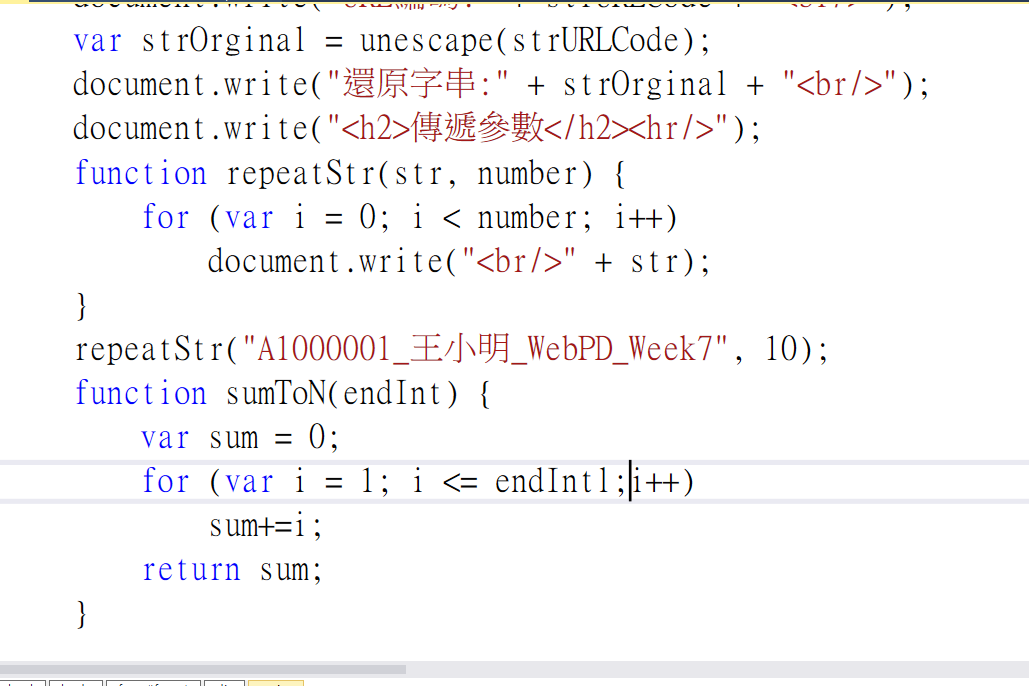 var strOrginal = unescape(strURLCode);
document.write("還原字串:" + strOrginal + "<br/>");
document.write("<h2>傳遞參數</h2><hr/>");
function repeatStr(str, number) {
    for (var i = 0; i < number; i++)
        document.write("<br/>" + str);
}
repeatStr("A1000001_王小明_WebPD_Week7", 10);
function sumToN(endInt) {
    var sum = 0;
    for (var i = 1; i <= endInt1;i++)
        sum+=i;
    return sum;
}